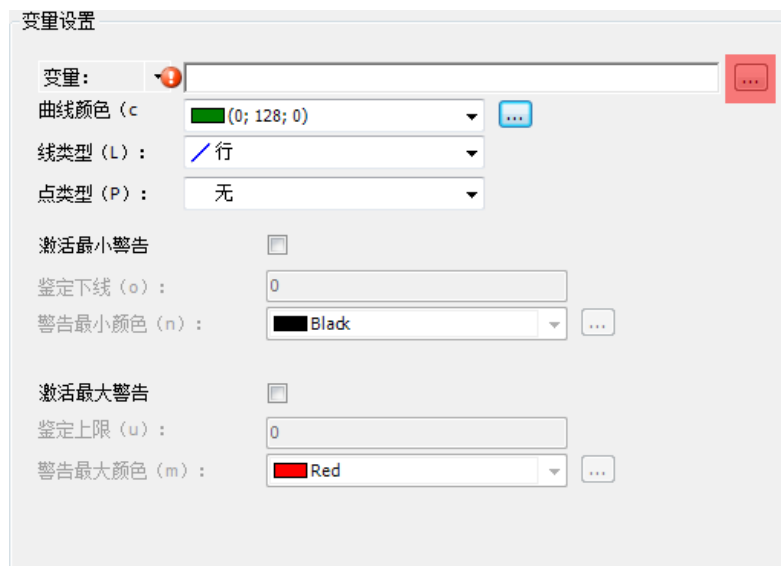 变量设置
变量: ...
曲线颜色（c (0; 128; 0) ...
线类型（L）: 行
点类型（P）: 无
激活最小警告
鉴定下线（o）: 0
警告最小颜色（n）: Black ...
激活最大警告
鉴定上限（u）: 0
警告最大颜色（m）: Red ...